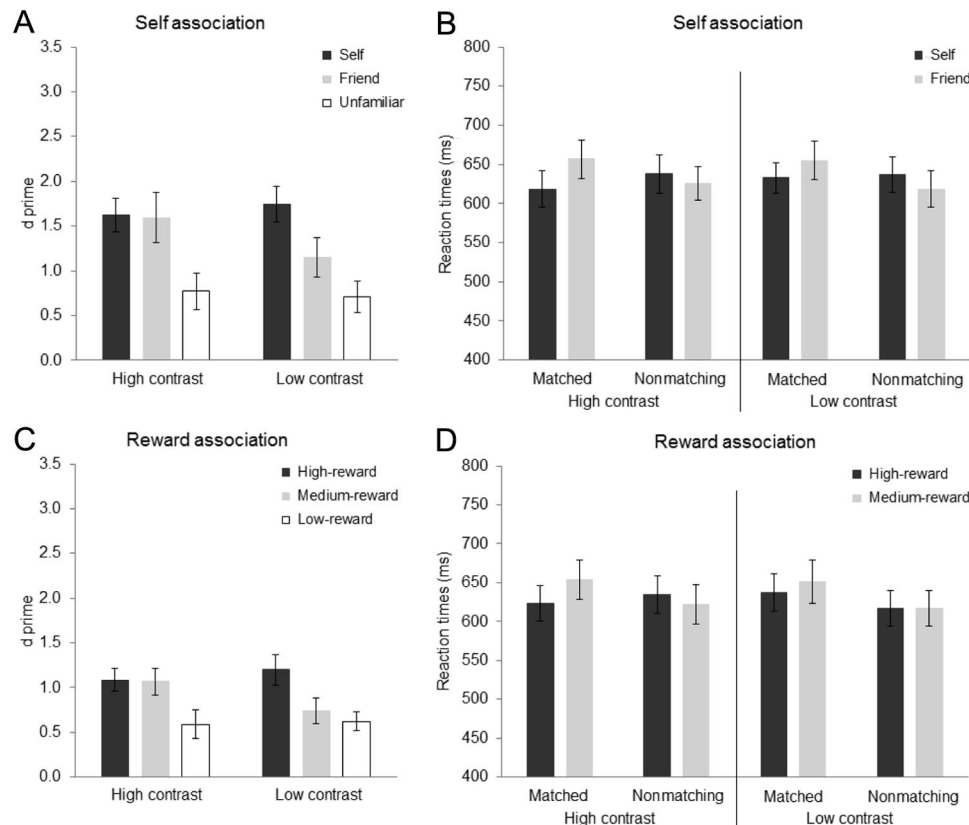 A
Self association
3.5
3.0
2.5
2.0
1.5
1.0
0.5
0.0
d prime
Self
Friend
Unfamiliar
High contrast Low contrast
B
Self association
800
750
700
650
600
550
500
450
400
Reaction times (ms)
Self
Friend
Matched Nonmatching Matched Nonmatching
High contrast Low contrast
C
Reward association
3.5
3.0
2.5
2.0
1.5
1.0
0.5
0.0
d prime
High-reward
Medium-reward
Low-reward
High contrast Low contrast
D
Reward association
800
750
700
650
600
550
500
450
400
Reaction times (ms)
High-reward
Medium-reward
Matched Nonmatching Matched Nonmatching
High contrast Low contrast